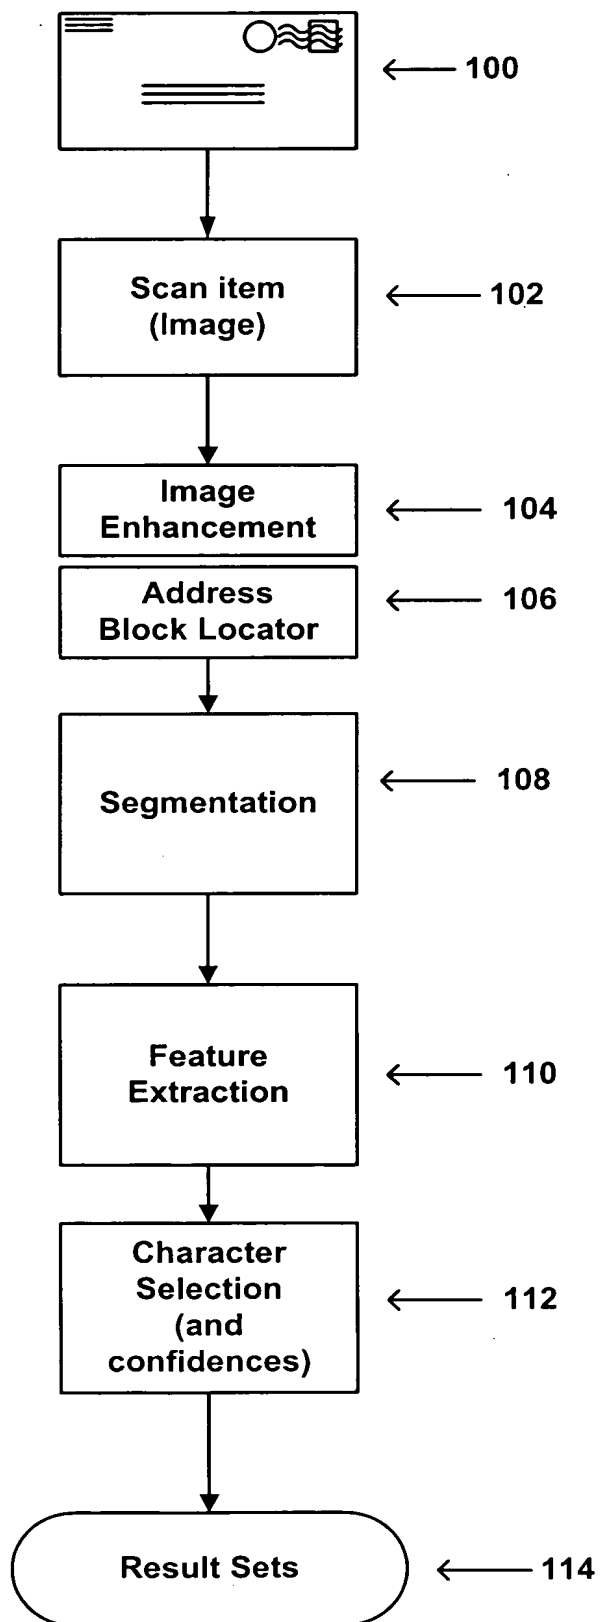 100
Scan item
(Image)
102
Image
Enhancement
104
Address
Block Locator
106
Segmentation
108
Feature
Extraction
110
Character
Selection
(and
confidences)
112
Result Sets
114